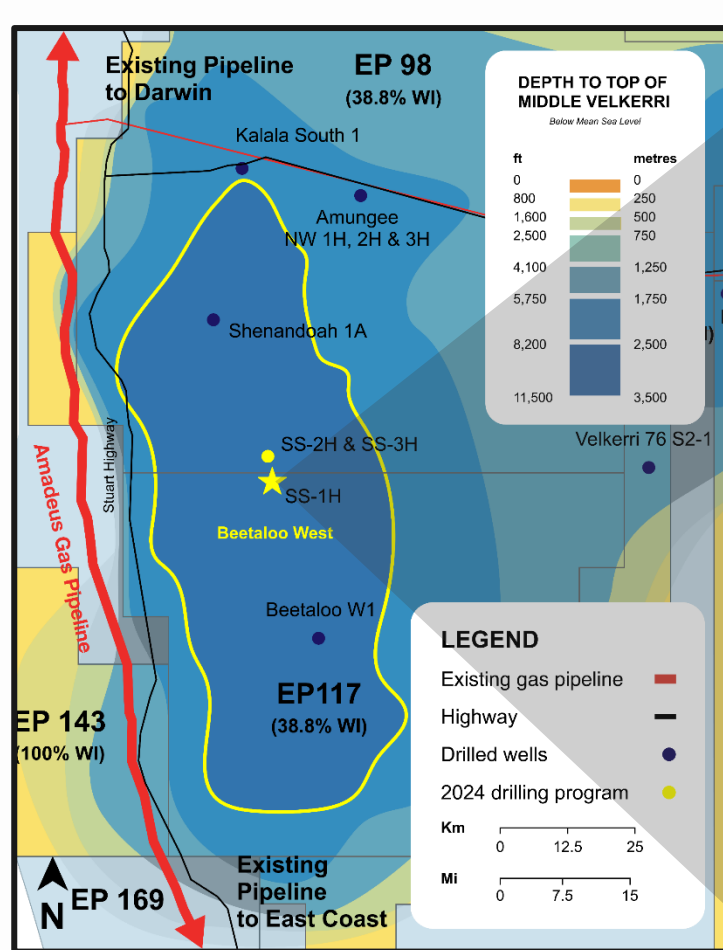 Existing Pipeline
to Darwin
EP 98
(38.8% WI)
Kalala South 1
Amungee
NW 1H, 2H & 3H
Shenandoah 1A
SS-2H & SS-3H
SS-1H
Beetaloo West
Beetaloo W1
EP117
(38.8% WI)
Velkerri 76 S2-1
Stuart Highway
Amadeus Gas Pipeline
EP 143
(100% WI)
EP 169
N
Existing
Pipeline
to East Coast
DEPTH TO TOP OF
MIDDLE VELKERRI
Below Mean Sea Level
ft metres
0 0
800 250
1,600 500
2,500 750
4,100 1,250
5,750 1,750
8,200 2,500
11,500 3,500
LEGEND
Existing gas pipeline
Highway
Drilled wells
2024 drilling program
Km
0 12.5 25
Mi
0 7.5 15